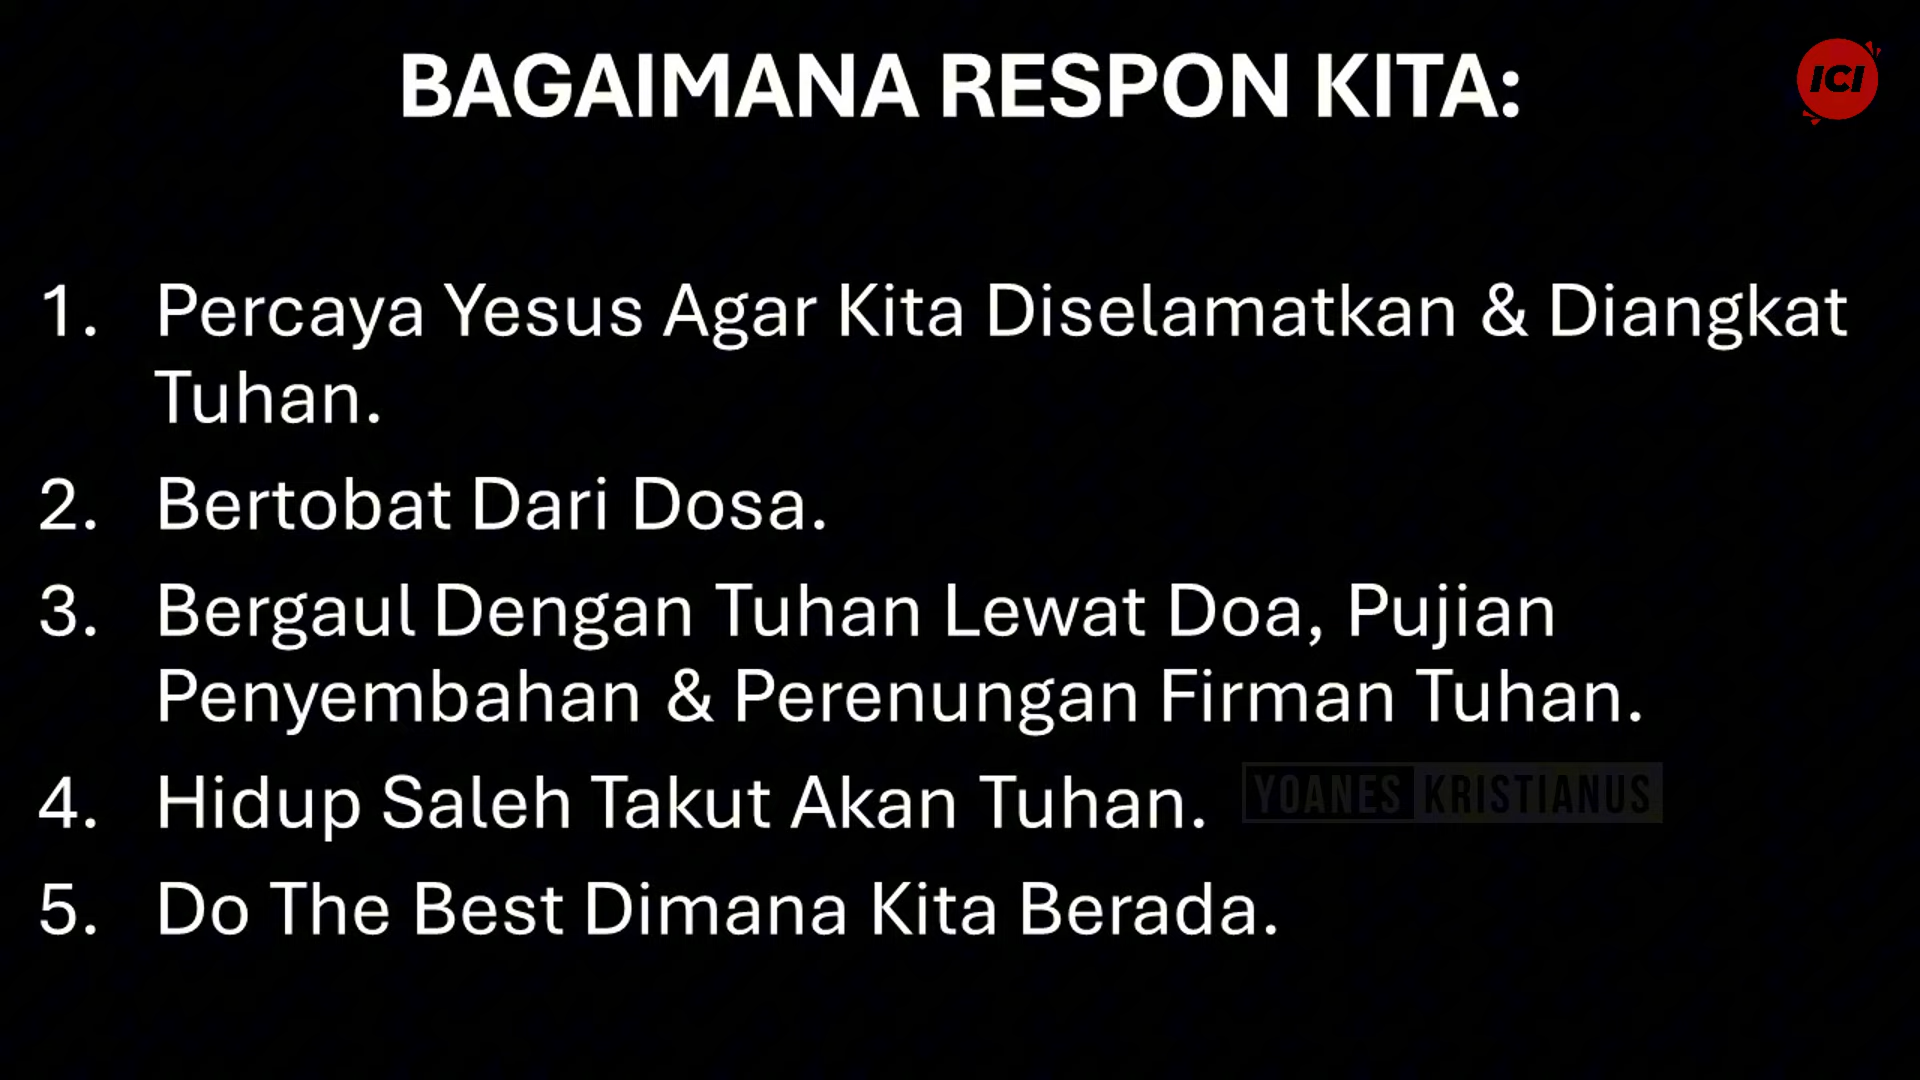 BAGAIMANA RESPON KITA:
ICI
1. Percaya Yesus Agar Kita Diselamatkan & Diangkat
Tuhan.
2. Bertobat Dari Dosa.
3. Bergaul Dengan Tuhan Lewat Doa, Pujian
Penyembahan & Perenungan Firman Tuhan.
4. Hidup Saleh Takut Akan Tuhan.
YOANES KRISTIANUS
5. Do The Best Dimana Kita Berada.